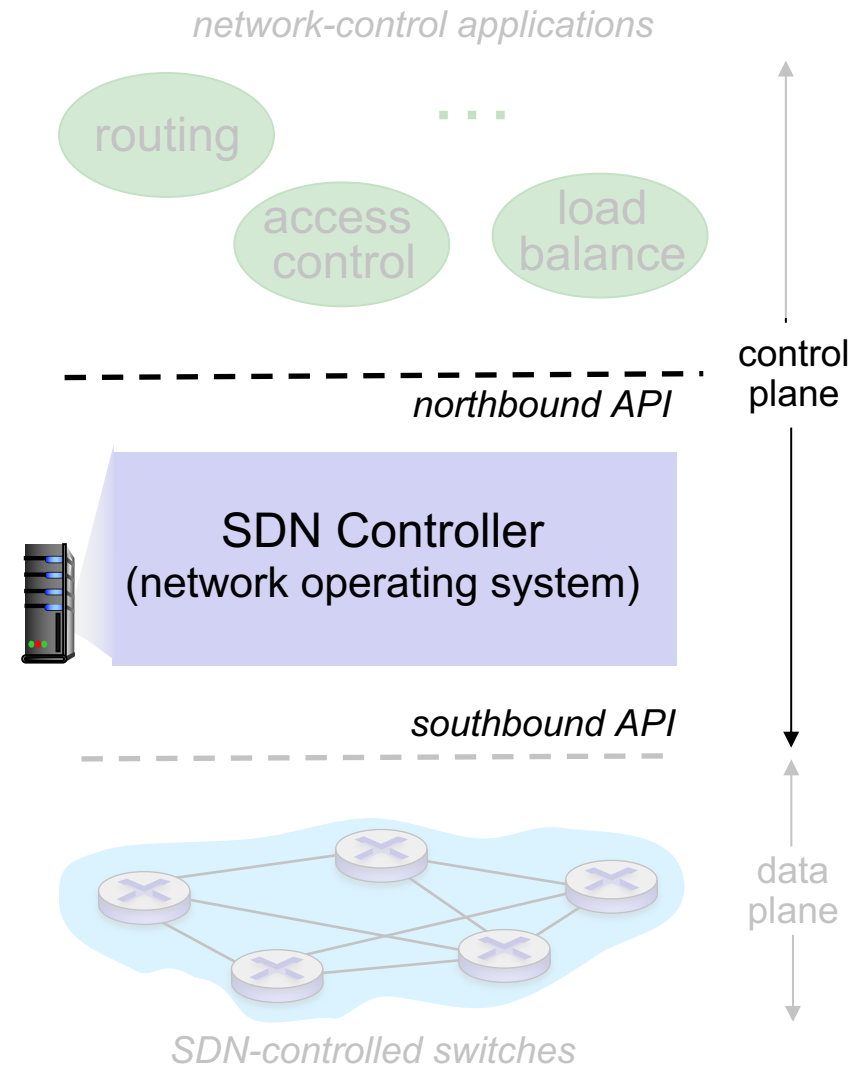 network-control applications
routing
. . .
access
control
load
balance
control
plane
northbound API
SDN Controller
(network operating system)
southbound API
data
plane
SDN-controlled switches